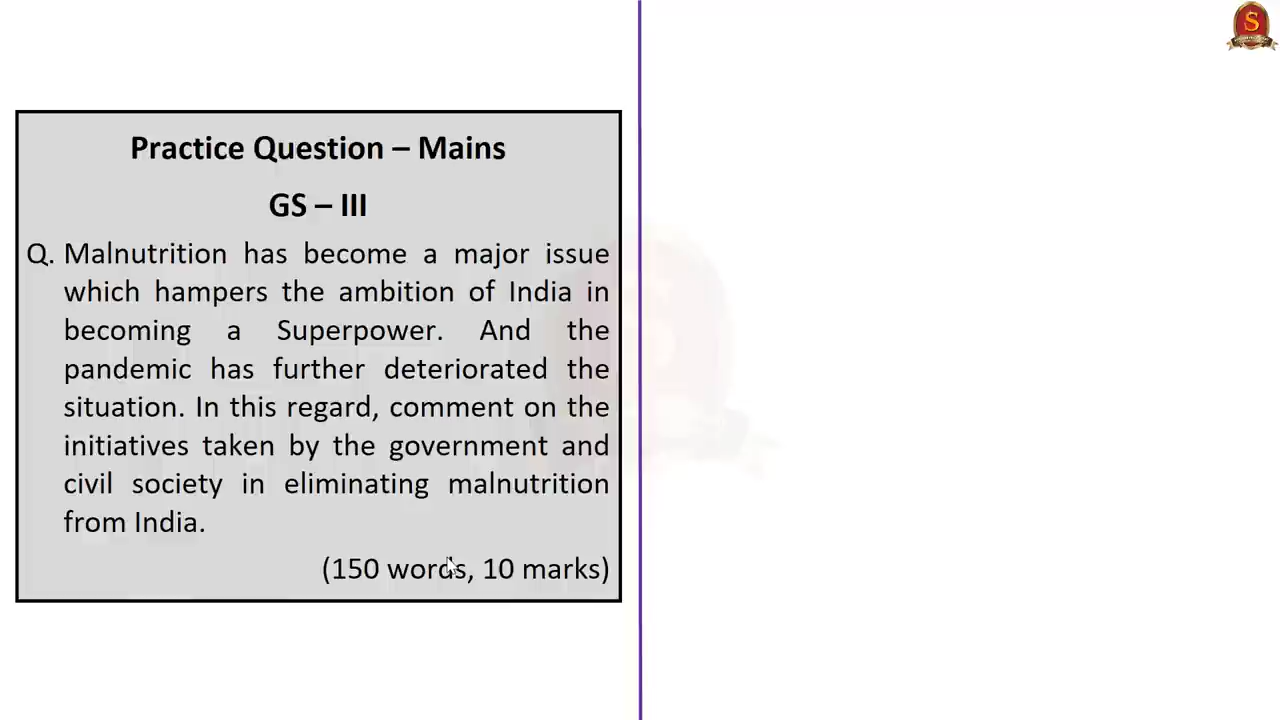 S
Practice Question – Mains
GS – III
Q. Malnutrition has become a major issue
which hampers the ambition of India in
becoming a Superpower. And the
pandemic has further deteriorated the
situation. In this regard, comment on the
initiatives taken by the government and
civil society in eliminating malnutrition
from India.
(150 words, 10 marks)